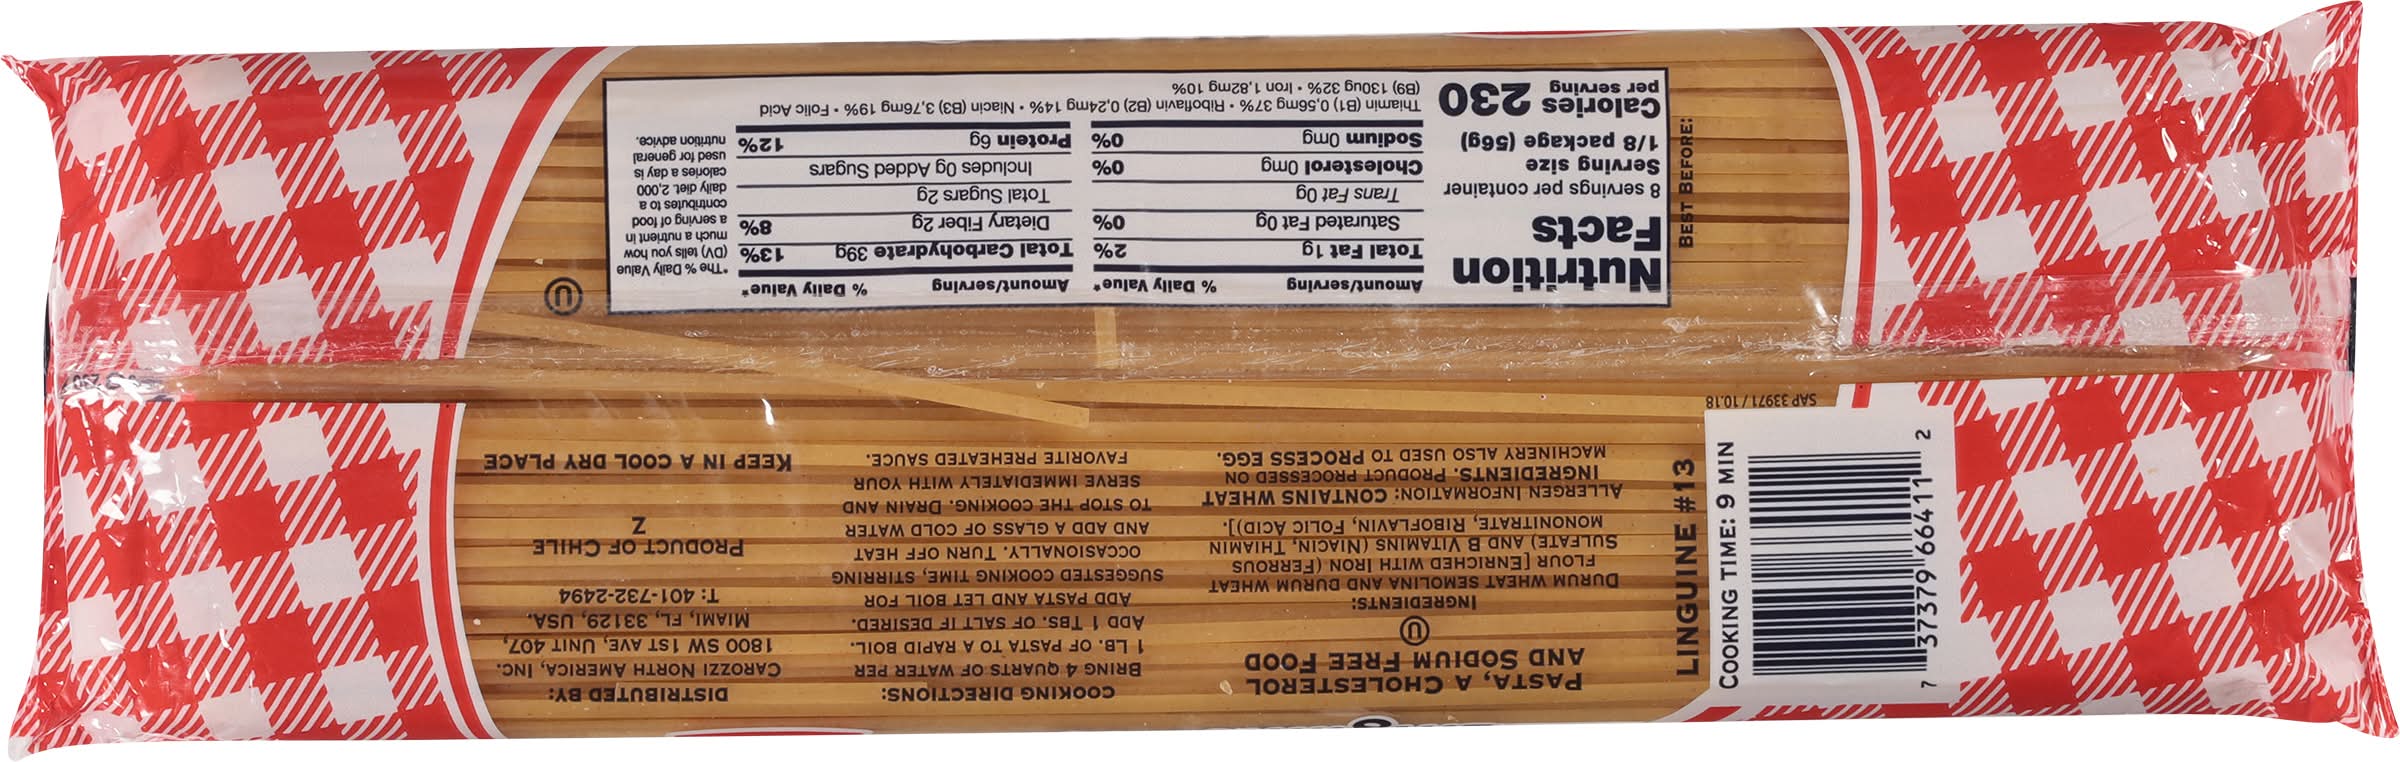 Nutrition
Facts
8 servings per container
Serving size
1/8 package (56g)
Calories 230
per serving
Amount/serving % Daily Value*
Total Fat 1g 2%
Saturated Fat 0g 0%
Trans Fat 0g
Cholesterol 0mg 0%
Sodium 0mg 0%
Amount/serving % Daily Value*
Total Carbohydrate 39g 13%
Dietary Fiber 2g 8%
Total Sugars 2g
Includes 0g Added Sugars
Protein 6g 12%
Thiamin (B1) 0,56mg 37% • Riboflavin (B2) 0,24mg 14% • Niacin (B3) 3,76mg 19% • Folic Acid
(B9) 130ug 32% • Iron 1,82mg 10%
*The % Daily Value
(DV) tells you how
much a nutrient in
a serving of food
contributes to a
daily diet. 2,000
calories a day is
used for general
nutrition advice.
U
BEST BEFORE:
SAP 33971 / 10.18
LINGUINE #13
COOKING TIME: 9 MIN
7 37379 66411 2
PASTA, A CHOLESTEROL
AND SODIUM FREE FOOD
U
INGREDIENTS:
DURUM WHEAT SEMOLINA AND DURUM WHEAT
FLOUR [ENRICHED WITH IRON (FERROUS
SULFATE) AND B VITAMINS (NIACIN, THIAMIN
MONONITRATE, RIBOFLAVIN, FOLIC ACID)].
ALLERGEN INFORMATION: CONTAINS WHEAT
INGREDIENTS. PRODUCT PROCESSED ON
MACHINERY ALSO USED TO PROCESS EGG.
COOKING DIRECTIONS:
BRING 4 QUARTS OF WATER PER
1 LB. OF PASTA TO A RAPID BOIL.
ADD 1 TBS. OF SALT IF DESIRED.
ADD PASTA AND LET BOIL FOR
SUGGESTED COOKING TIME, STIRRING
OCCASIONALLY. TURN OFF HEAT
AND ADD A GLASS OF COLD WATER
TO STOP THE COOKING. DRAIN AND
SERVE IMMEDIATELY WITH YOUR
FAVORITE PREHEATED SAUCE.
DISTRIBUTED BY:
CAROZZI NORTH AMERICA, INC.
1800 SW 1ST AVE, UNIT 407,
MIAMI, FL, 33129, USA.
T: 401-732-2494
PRODUCT OF CHILE
Z
KEEP IN A COOL DRY PLACE